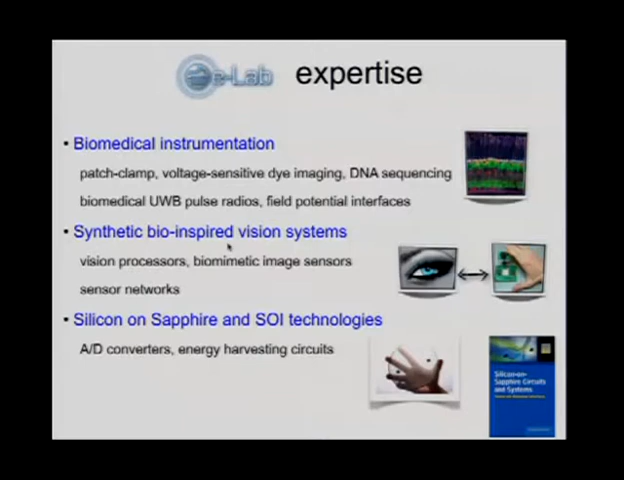 e-Lab expertise
• Biomedical instrumentation
patch-clamp, voltage-sensitive dye imaging, DNA sequencing
biomedical UWB pulse radios, field potential interfaces
• Synthetic bio-inspired vision systems
vision processors, biomimetic image sensors
sensor networks
• Silicon on Sapphire and SOI technologies
A/D converters, energy harvesting circuits
Silicon-on-
Sapphire Circuits
and Systems